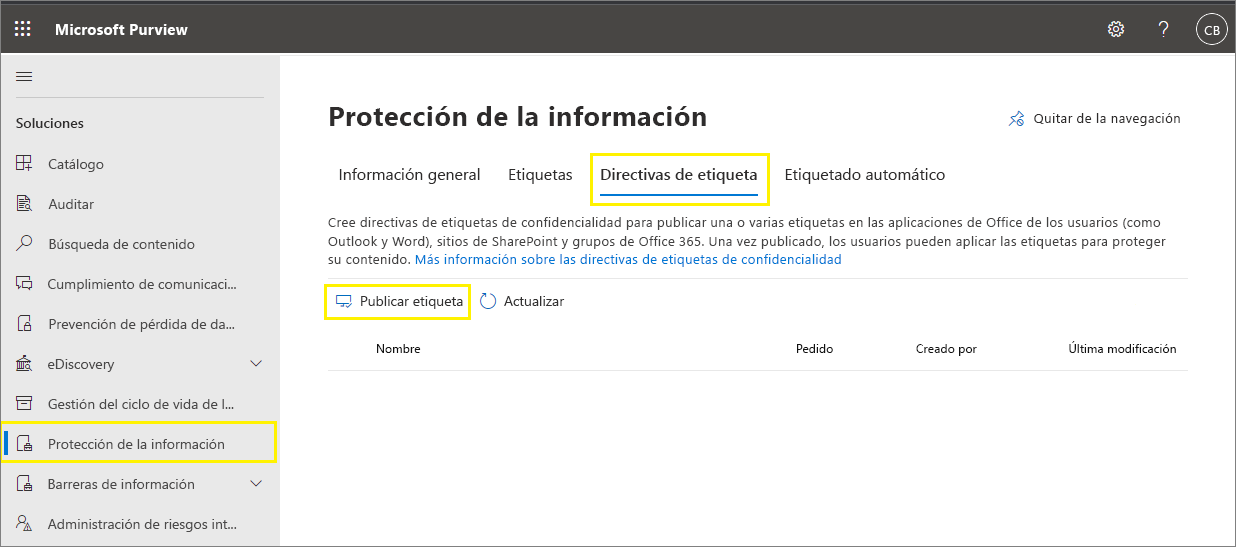 Microsoft Purview
?
CB
Soluciones
Catálogo
Auditar
Búsqueda de contenido
Cumplimiento de comunicaci...
Prevención de pérdida de da...
eDiscovery
Gestión del ciclo de vida de l...
Protección de la información
Barreras de información
Administración de riesgos int...
Protección de la información
Quitar de la navegación
Información general Etiquetas Directivas de etiqueta Etiquetado automático
Cree directivas de etiquetas de confidencialidad para publicar una o varias etiquetas en las aplicaciones de Office de los usuarios (como
Outlook y Word), sitios de SharePoint y grupos de Office 365. Una vez publicado, los usuarios pueden aplicar las etiquetas para proteger
su contenido. Más información sobre las directivas de etiquetas de confidencialidad
Publicar etiqueta Actualizar
Nombre Pedido Creado por Última modificación